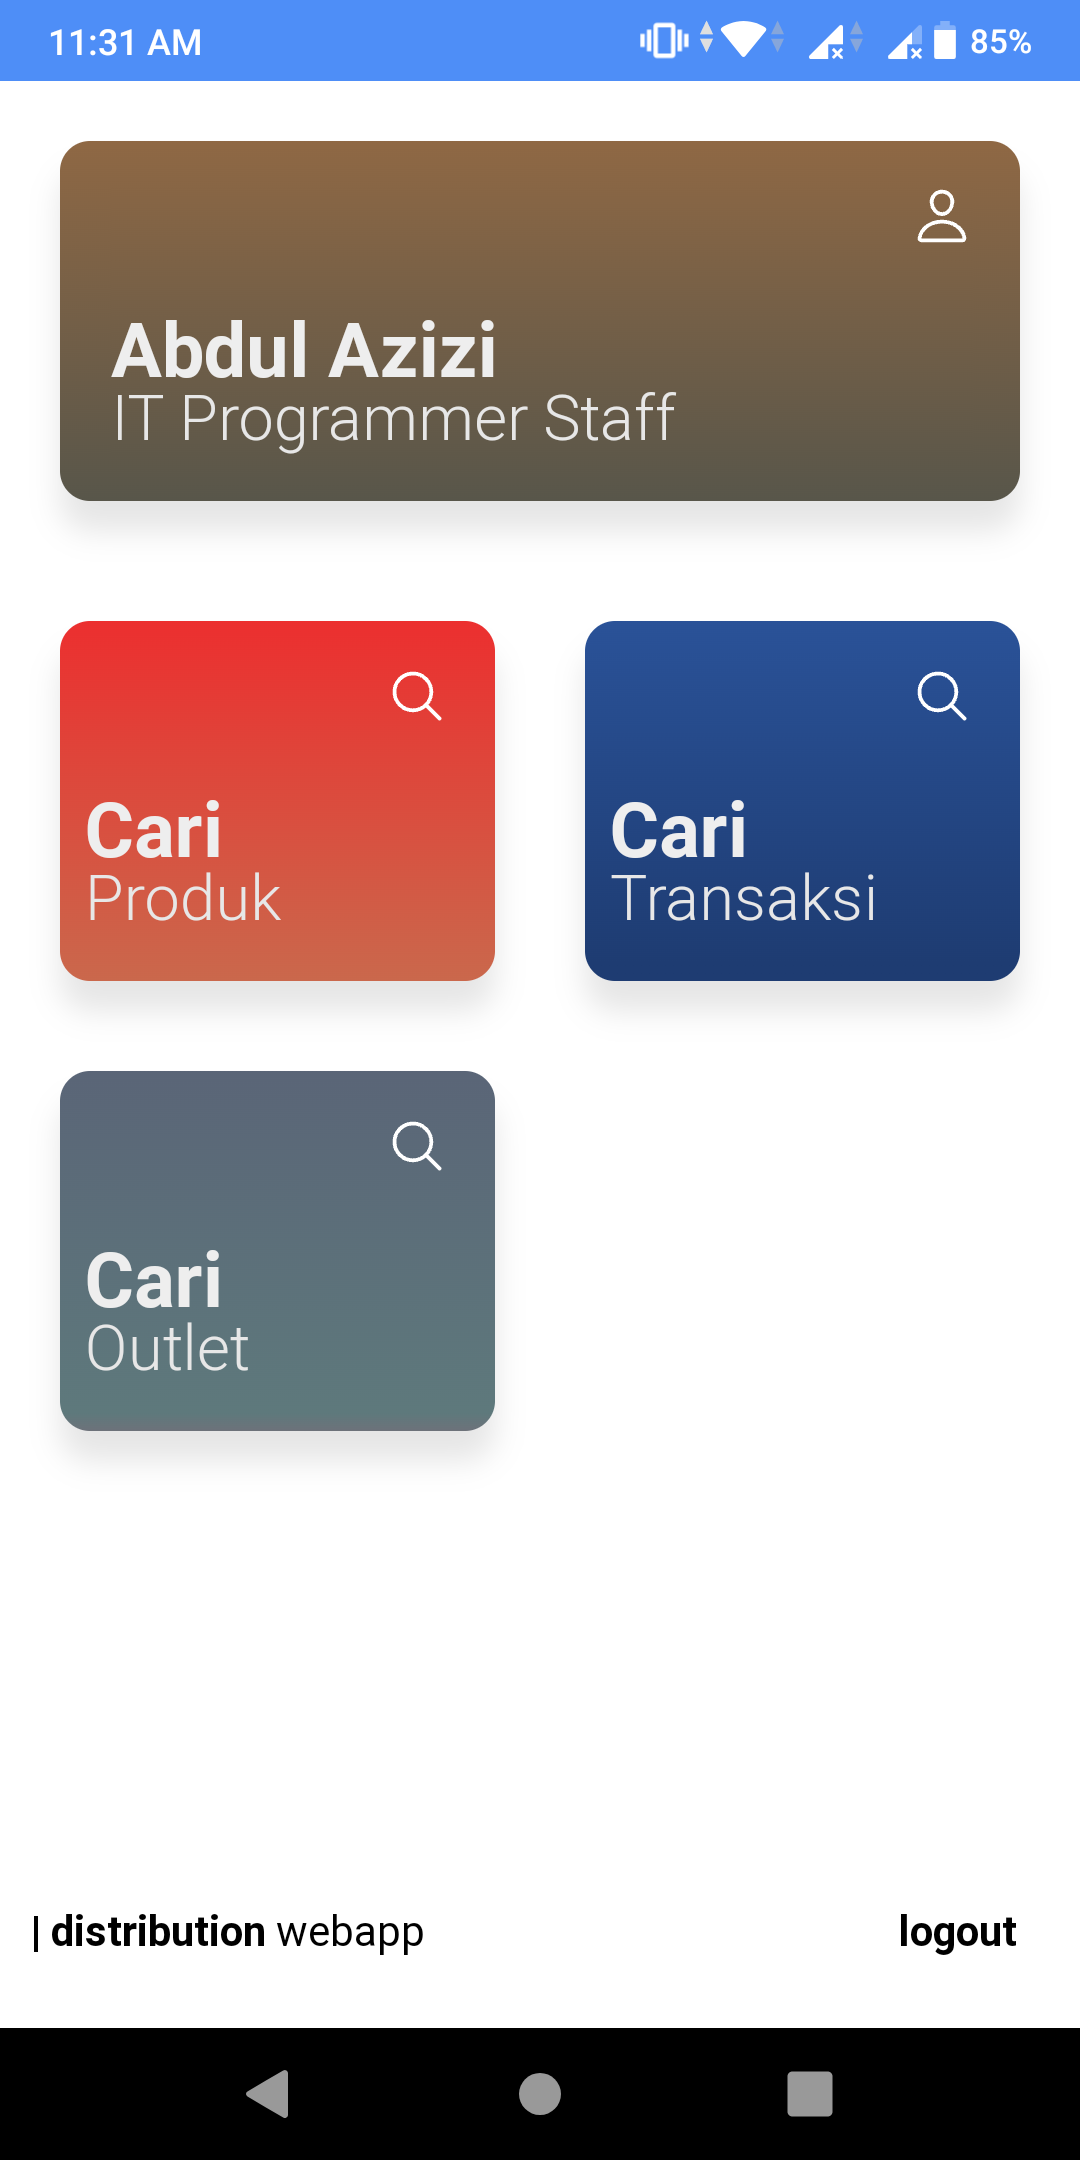 11:31 AM 85%
Abdul Azizi
IT Programmer Staff
Cari
Produk
Cari
Transaksi
Cari
Outlet
| distribution webapp
logout